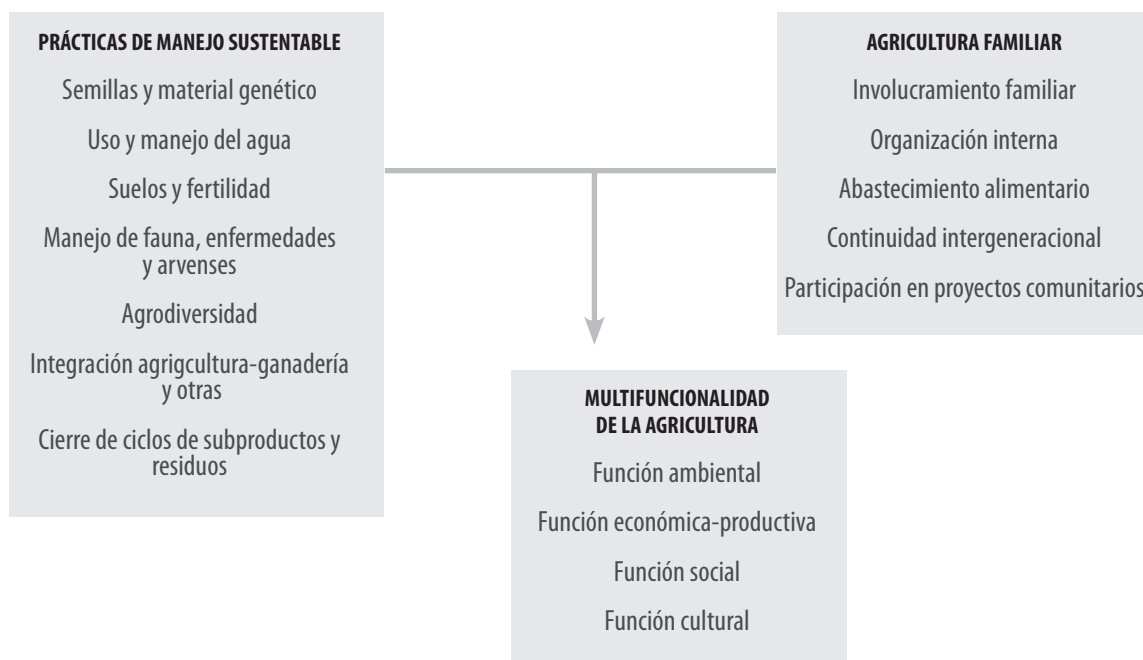 PRÁCTICAS DE MANEJO SUSTENTABLE
Semillas y material genético
Uso y manejo del agua
Suelos y fertilidad
Manejo de fauna, enfermedades
y arvenses
Agrodiversidad
Integración agrigcultura-ganadería
y otras
Cierre de ciclos de subproductos y
residuos
AGRICULTURA FAMILIAR
Involucramiento familiar
Organización interna
Abastecimiento alimentario
Continuidad intergeneracional
Participación en proyectos comunitarios
MULTIFUNCIONALIDAD
DE LA AGRICULTURA
Función ambiental
Función económica-productiva
Función social
Función cultural